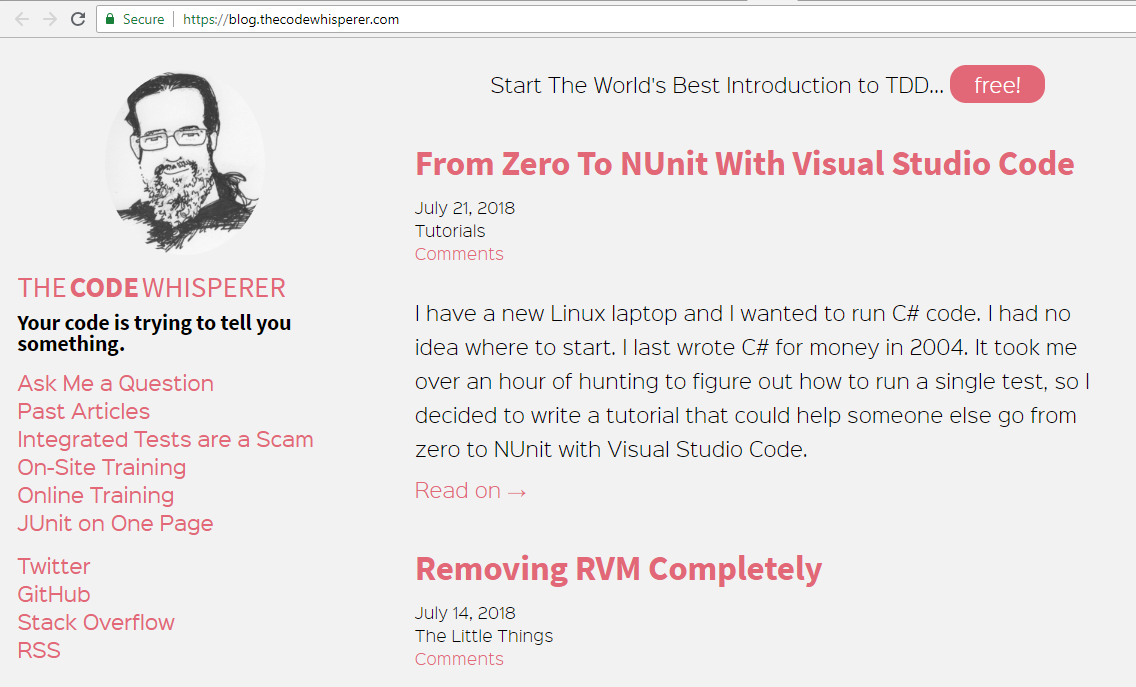 Secure
https://blog.thecodewhisperer.com
Start The World's Best Introduction to TDD... free!
THE CODE WHISPERER
Your code is trying to tell you
something.
Ask Me a Question
Past Articles
Integrated Tests are a Scam
On-Site Training
Online Training
JUnit on One Page
Twitter
GitHub
Stack Overflow
RSS
From Zero To NUnit With Visual Studio Code
July 21, 2018
Tutorials
Comments
I have a new Linux laptop and I wanted to run C# code. I had no
idea where to start. I last wrote C# for money in 2004. It took me
over an hour of hunting to figure out how to run a single test, so I
decided to write a tutorial that could help someone else go from
zero to NUnit with Visual Studio Code.
Read on →
Removing RVM Completely
July 14, 2018
The Little Things
Comments